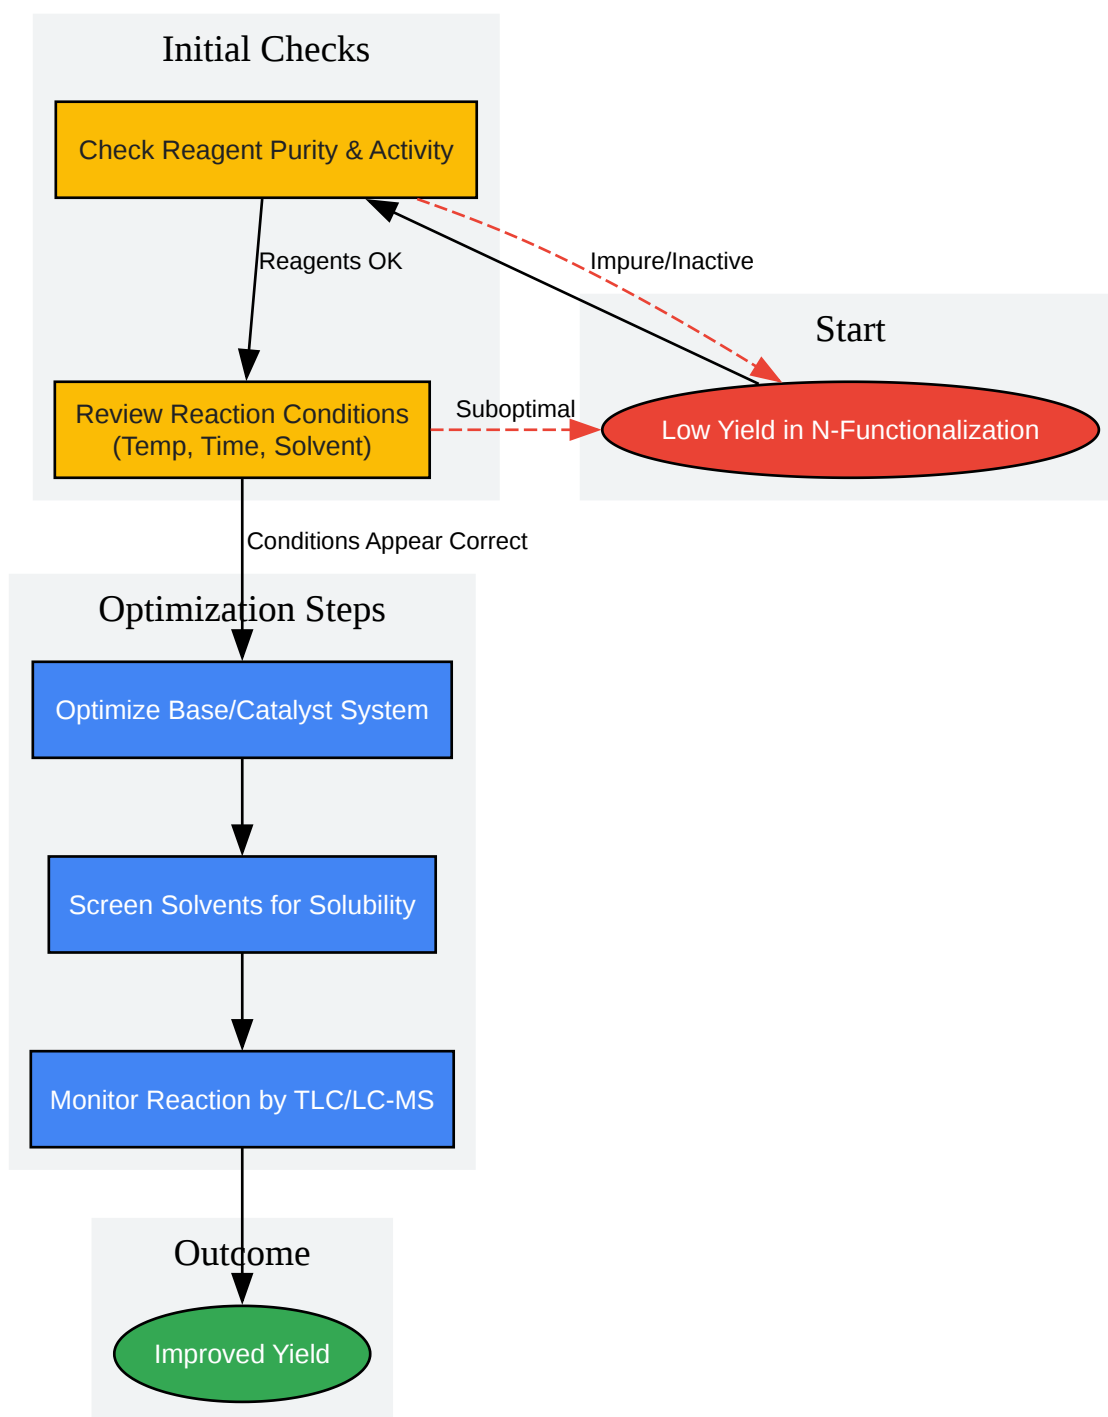 Initial Checks
Check Reagent Purity & Activity
Reagents OK
Impure/Inactive
Start
Review Reaction Conditions
(Temp, Time, Solvent)
Suboptimal
Low Yield in N-Functionalization
Conditions Appear Correct
Optimization Steps
Optimize Base/Catalyst System
Screen Solvents for Solubility
Monitor Reaction by TLC/LC-MS
Outcome
Improved Yield